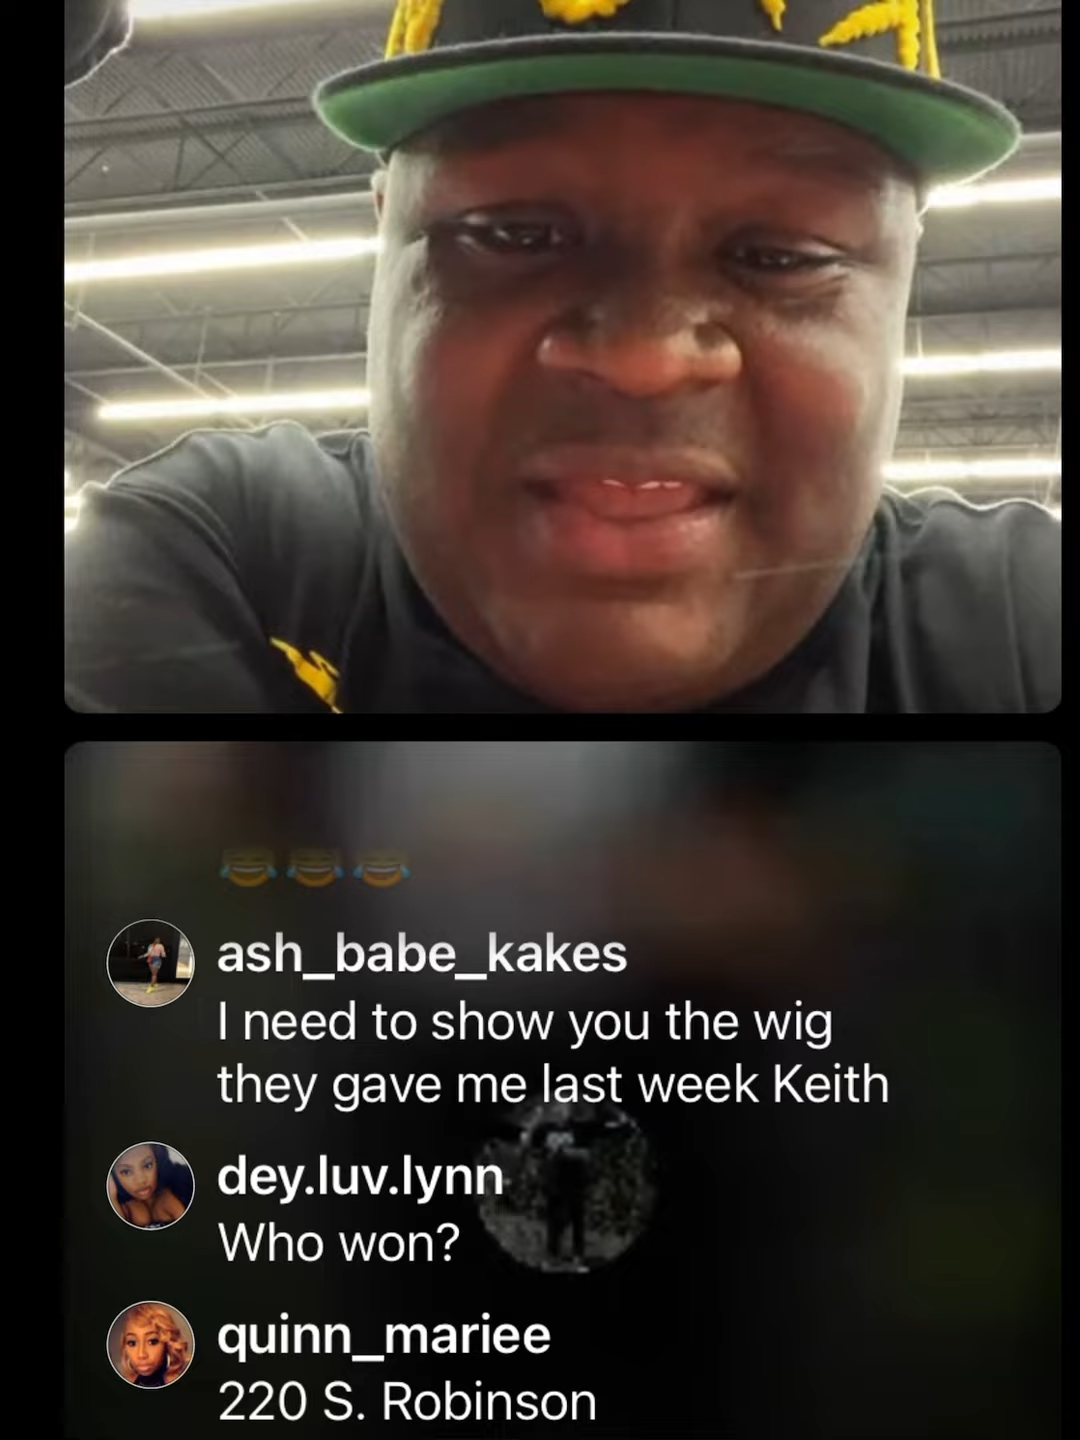 😂😂😂
ash_babe_kakes
I need to show you the wig
they gave me last week Keith
dey.luv.lynn
Who won?
quinn_mariee
220 S. Robinson